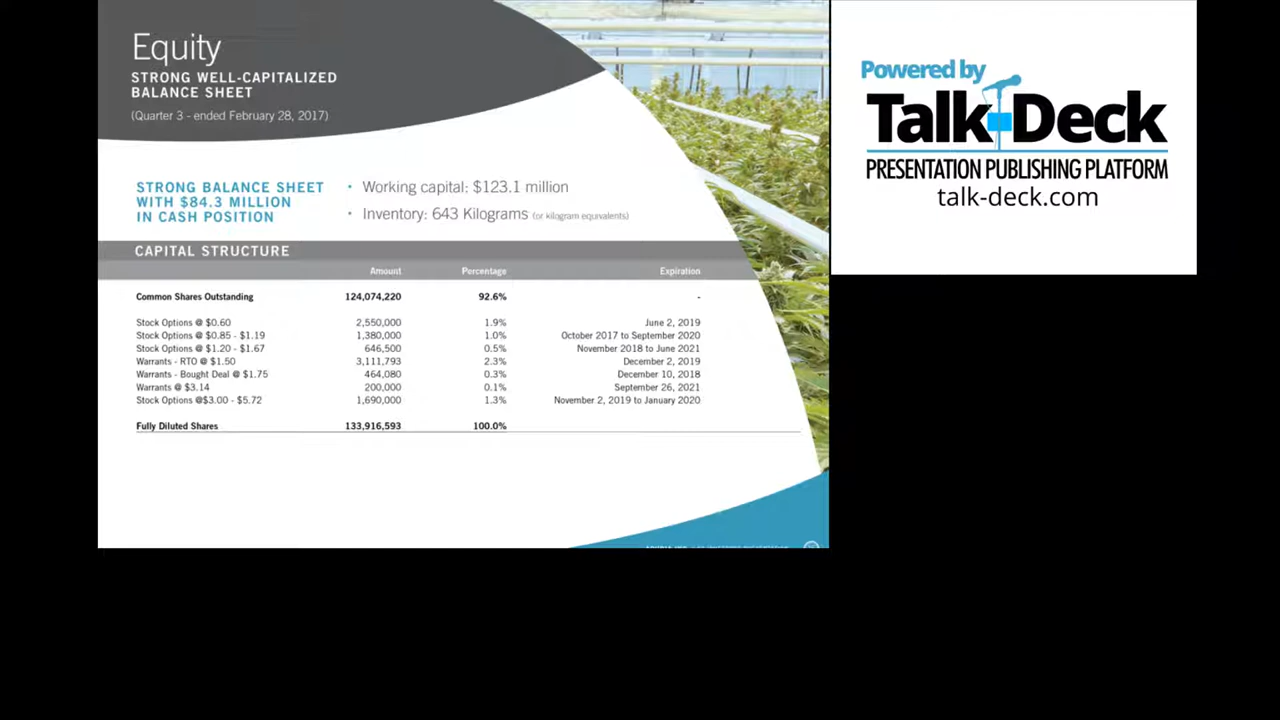 Equity
STRONG WELL-CAPITALIZED
BALANCE SHEET
(Quarter 3 - ended February 28, 2017)
STRONG BALANCE SHEET
WITH $84.3 MILLION
IN CASH POSITION
• Working capital: $123.1 million
• Inventory: 643 Kilograms (or kilogram equivalents)
CAPITAL STRUCTURE
Amount Percentage Expiration
Common Shares Outstanding 124,074,220 92.6% -
Stock Options @ $0.60 2,550,000 1.9% June 2, 2019
Stock Options @ $0.85 - $1.19 1,380,000 1.0% October 2017 to September 2020
Stock Options @ $1.20 - $1.67 646,500 0.5% November 2018 to June 2021
Warrants - RTO @ $1.50 3,111,793 2.3% December 2, 2019
Warrants - Bought Deal @ $1.75 464,080 0.3% December 10, 2018
Warrants @ $3.14 200,000 0.1% September 26, 2021
Stock Options @$3.00 - $5.72 1,690,000 1.3% November 2, 2019 to January 2020
Fully Diluted Shares 133,916,593 100.0%
Powered by
Talk Deck
PRESENTATION PUBLISHING PLATFORM
talk-deck.com